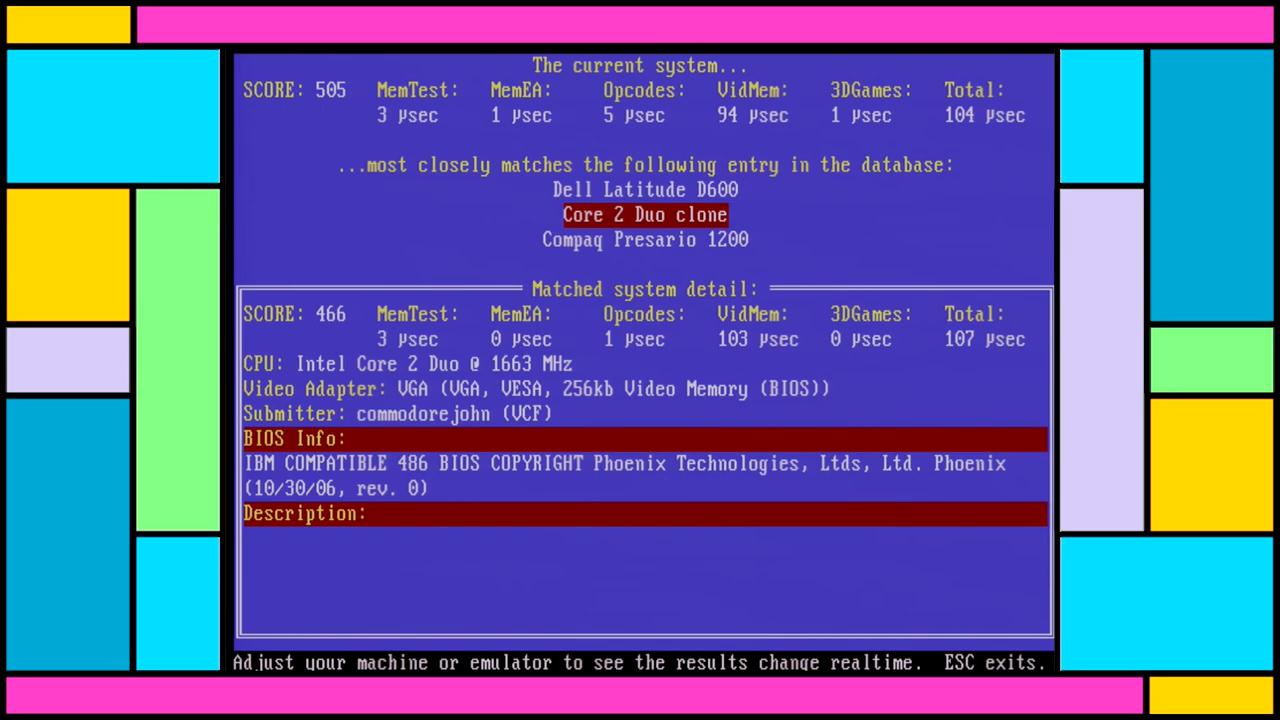 The current system...
SCORE: 505 MemTest: MemEA: Opcodes: VidMem: 3DGames: Total:
3 µsec 1 µsec 5 µsec 94 µsec 1 µsec 104 µsec
...most closely matches the following entry in the database:
Dell Latitude D600
Core 2 Duo clone
Compaq Presario 1200
Matched system detail:
SCORE: 466 MemTest: MemEA: Opcodes: VidMem: 3DGames: Total:
3 µsec 0 µsec 1 µsec 103 µsec 0 µsec 107 µsec
CPU: Intel Core 2 Duo @ 1663 MHz
Video Adapter: VGA (VGA, VESA, 256kb Video Memory (BIOS))
Submitter: commodorejohn (VCF)
BIOS Info:
IBM COMPATIBLE 486 BIOS COPYRIGHT Phoenix Technologies, Ltds, Ltd. Phoenix
(10/30/06, rev. 0)
Description:
Adjust your machine or emulator to see the results change realtime. ESC exits.